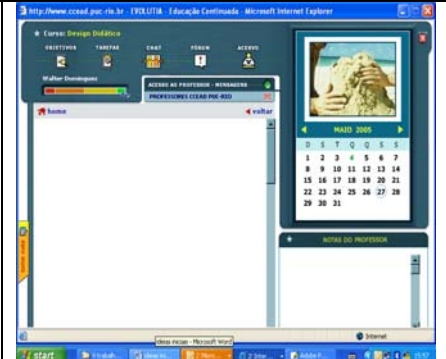 http://www.ccead.puc-rio.br - EVOLUTIA - Educação Continuada - Microsoft Internet Explorer
Curso: Design Didático
OBJETIVOS TAREFAS CHAT FÓRUM ACERVO
Walter Domingues
ACESSO AO PROFESSOR - MENSAGENS
PROFESSORES CCEAD PUC-RIO
home voltar
MAIO 2005
D S T Q Q S S
1 2 3 4 5 6 7
8 9 10 11 12 13 14
15 16 17 18 19 20 21
22 23 24 25 26 27 28
29 30 31
NOTAS DO PROFESSOR
Internet
ideias iniciais - Microsoft Word
start
15:57